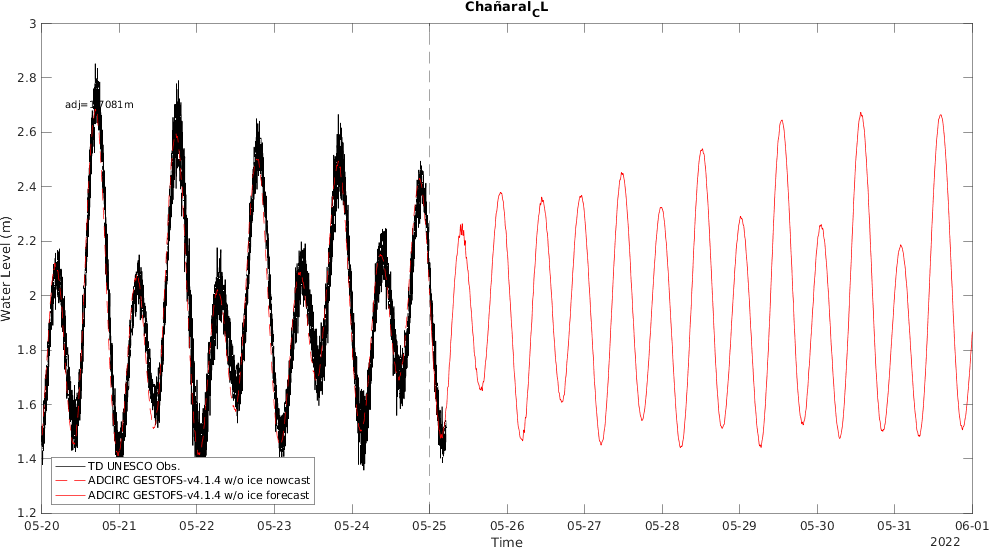 Chañaral_CL
3
2.8
adj=1.7081m
2.6
2.4
2.2
2
1.8
1.6
1.4
1.2
Water Level (m)
TD UNESCO Obs.
ADCIRC GESTOFS-v4.1.4 w/o ice nowcast
ADCIRC GESTOFS-v4.1.4 w/o ice forecast
05-20 05-21 05-22 05-23 05-24 05-25 05-26 05-27 05-28 05-29 05-30 05-31 06-01
Time
2022